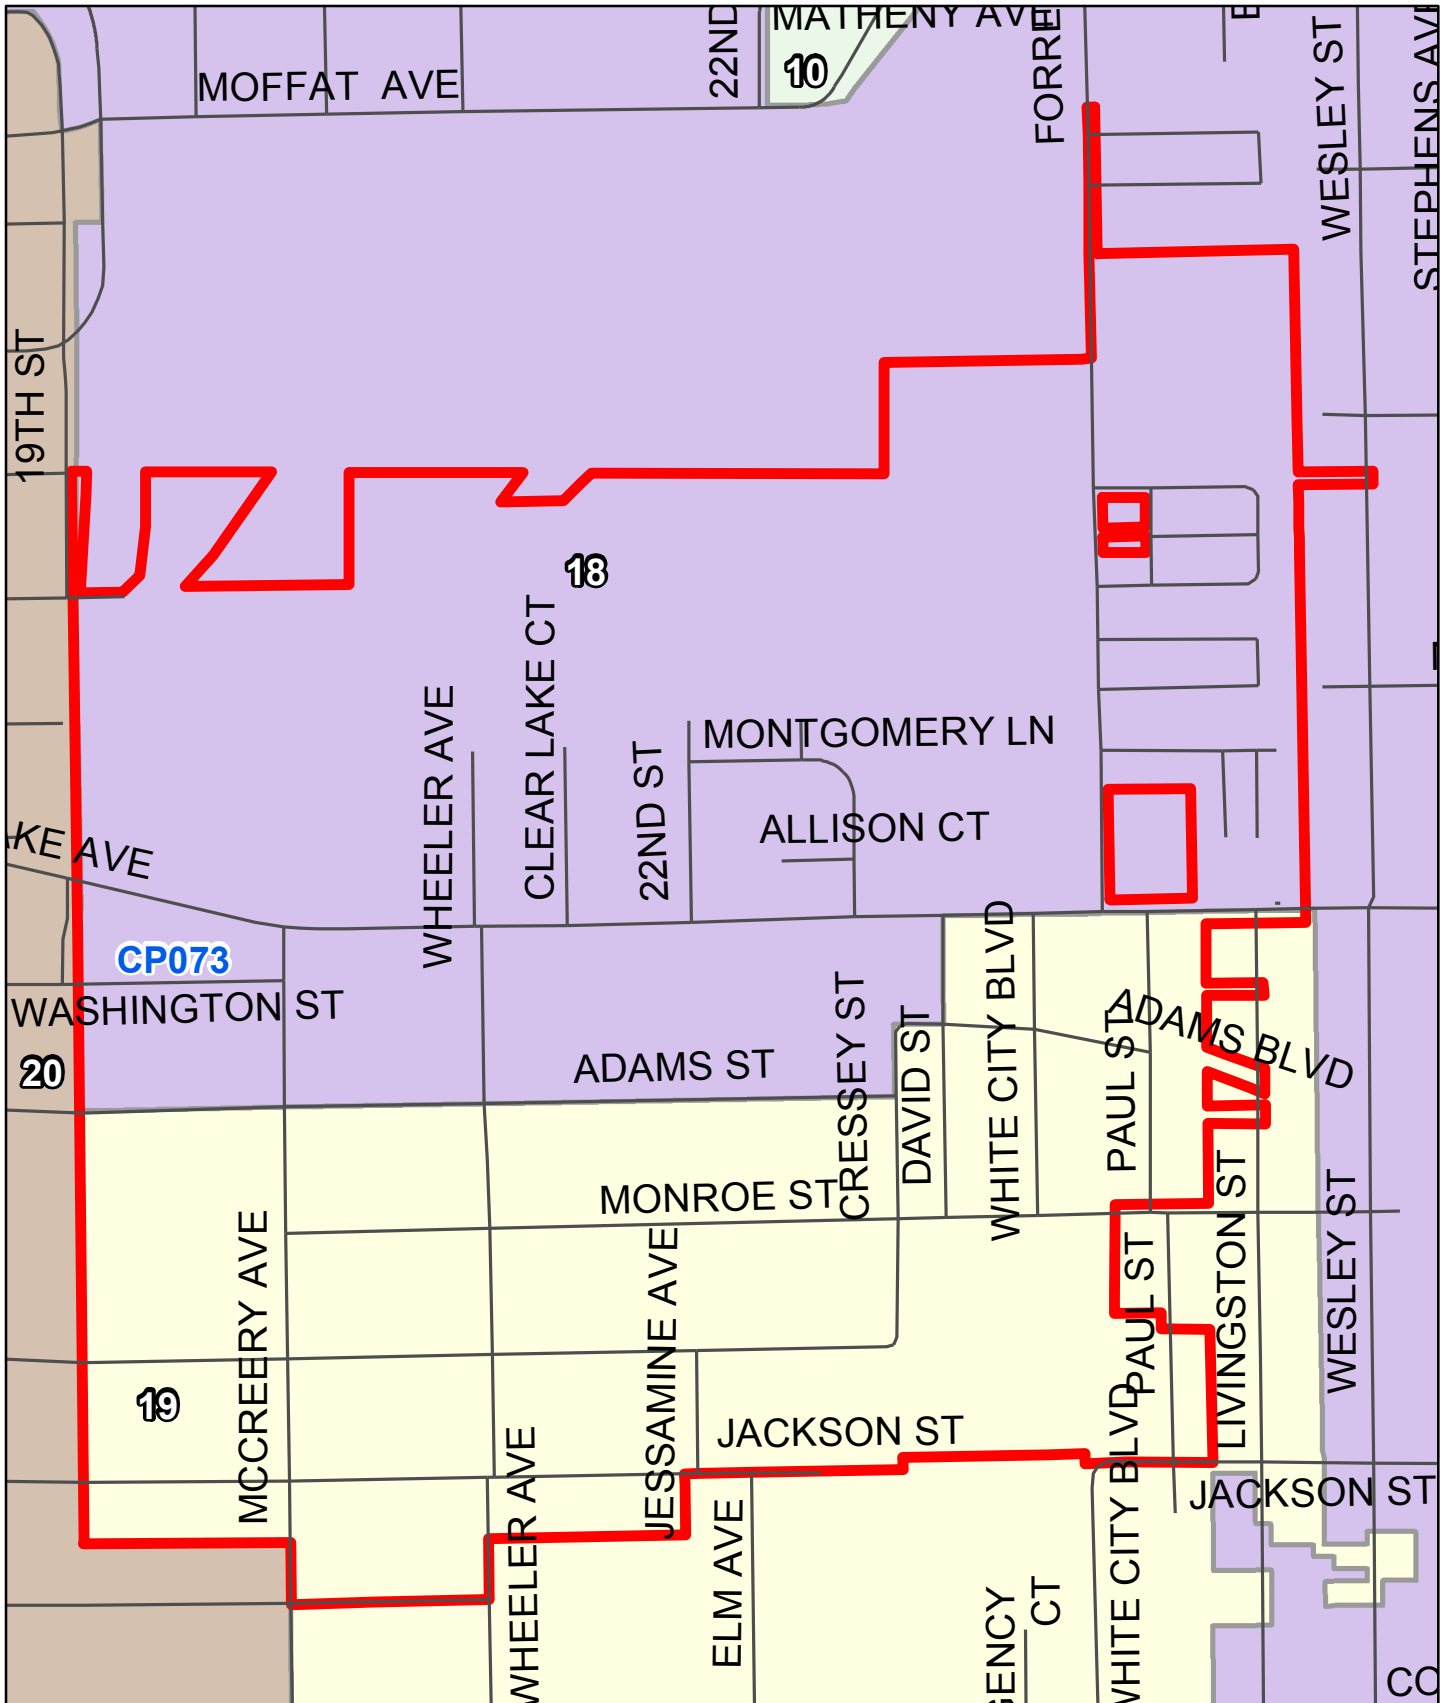 MATHENY AVE
22ND
10
MOFFAT AVE
FORRE
WESLEY ST
STEPHENS AVE
19TH ST
18
CLEAR LAKE CT
WHEELER AVE
22ND ST
MONTGOMERY LN
ALLISON CT
KE AVE
CP073
WASHINGTON ST
20
ADAMS ST
CRESSEY ST
DAVID ST
WHITE CITY BLVD
PAUL ST
ADAMS BLVD
MONROE ST
MCCREERY AVE
JESSAMINE AVE
PAUL ST
LIVINGSTON ST
WESLEY ST
19
JACKSON ST
WHEELER AVE
ELM AVE
WHITE CITY BLVD
JACKSON ST
GENCY
CT
CO